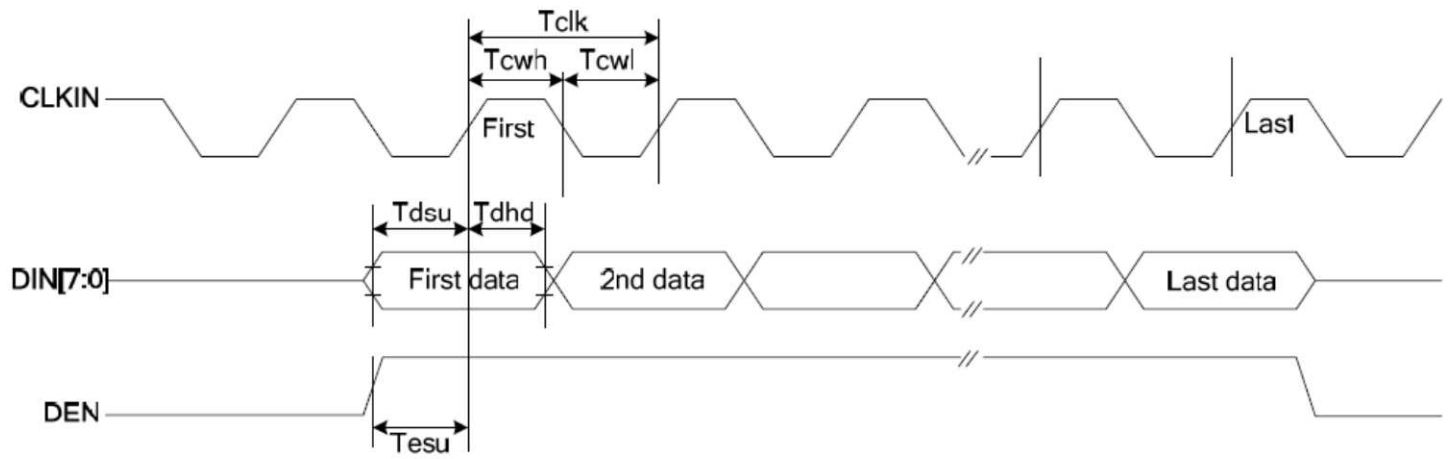 Tclk
Tcwh Tcwl
CLKIN
First Last
Tdsu Tdhd
DIN[7:0] First data 2nd data Last data
DEN
Tesu